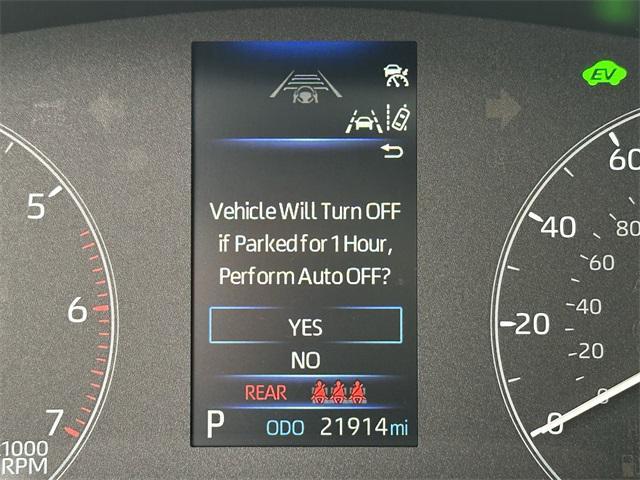 EV
5
6
7
1000
RPM
Vehicle Will Turn OFF
if Parked for 1 Hour,
Perform Auto OFF?
YES
NO
REAR
P ODO 21914 mi
60
40
20
0
80
60
40
20
0